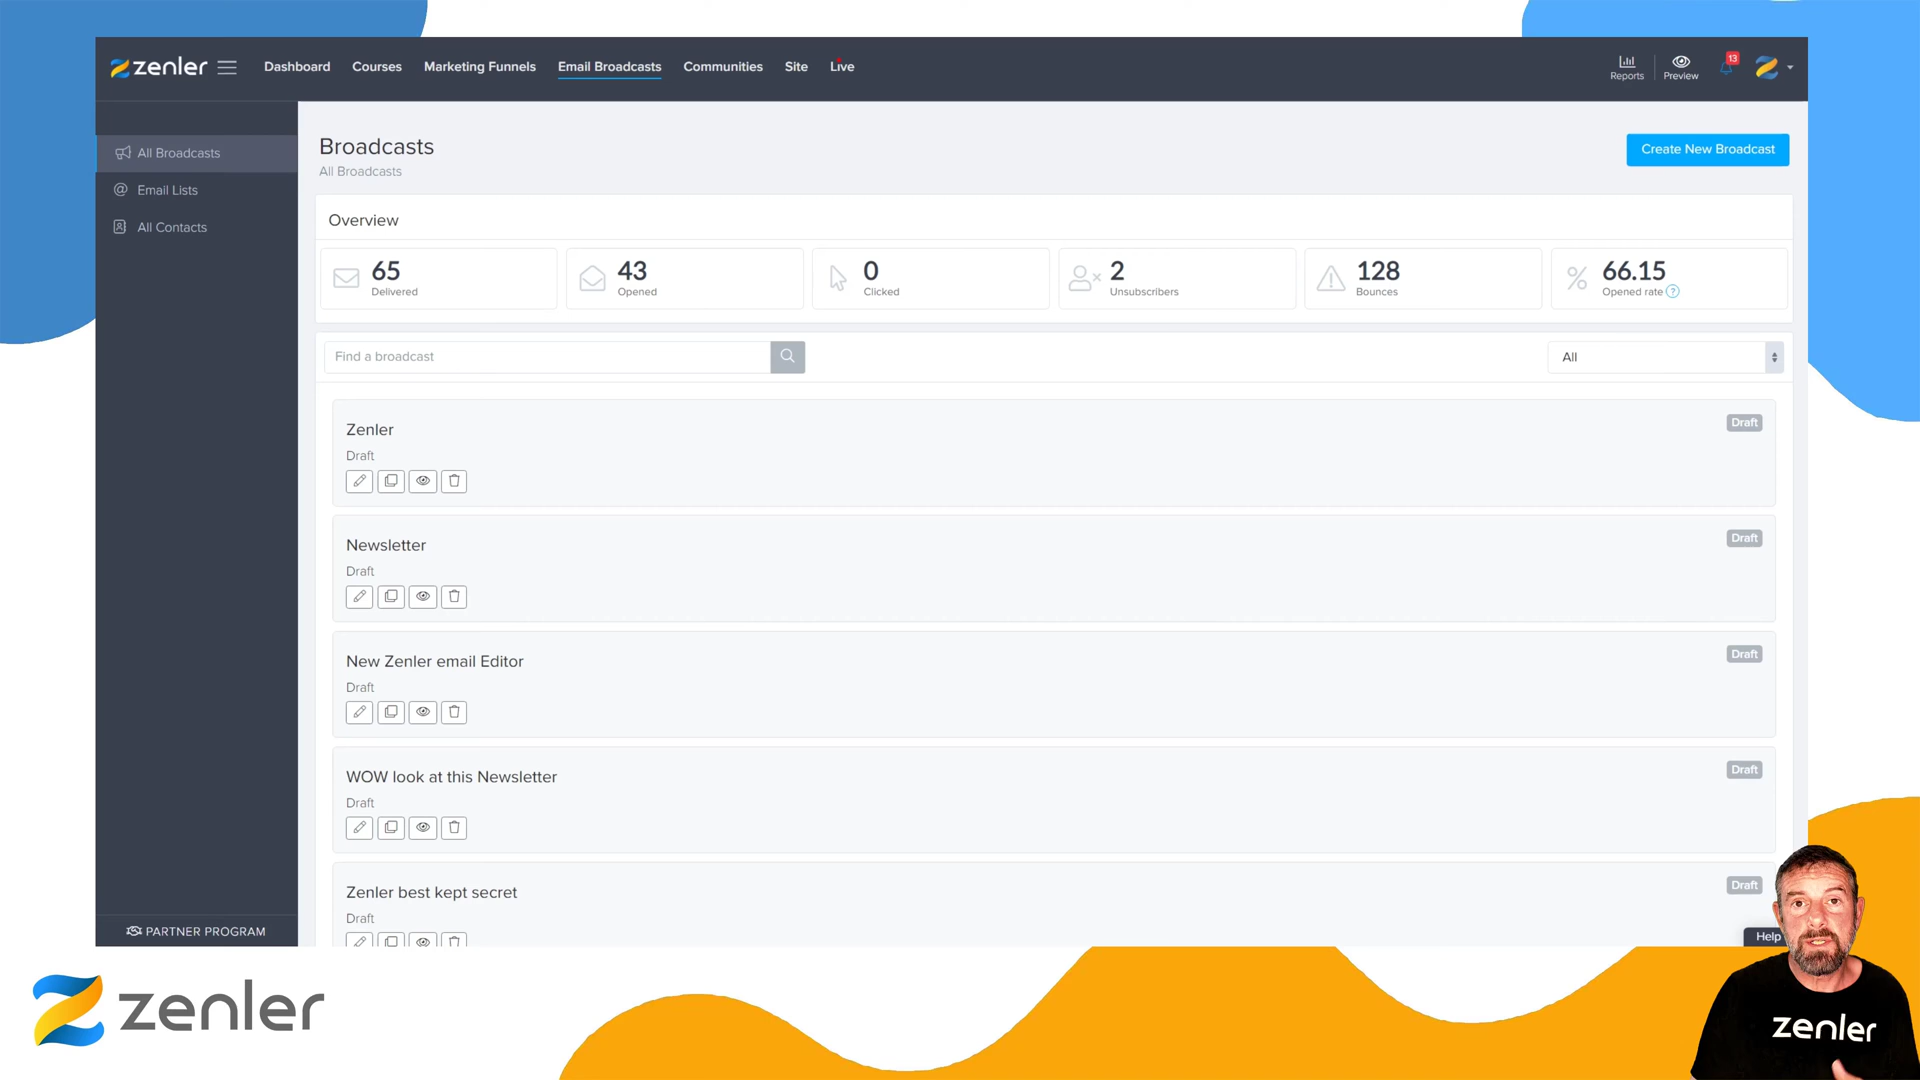 zenler
Dashboard Courses Marketing Funnels Email Broadcasts Communities Site Live
Reports
Preview
13
All Broadcasts
Email Lists
All Contacts
PARTNER PROGRAM
Broadcasts
All Broadcasts
Create New Broadcast
Overview
65
Delivered
43
Opened
0
Clicked
2
Unsubscribers
128
Bounces
%
66.15
Opened rate ?
Find a broadcast
All
Zenler
Draft
Draft
Newsletter
Draft
Draft
New Zenler email Editor
Draft
Draft
WOW look at this Newsletter
Draft
Draft
Zenler best kept secret
Draft
Draft
Help
zenler
zenler